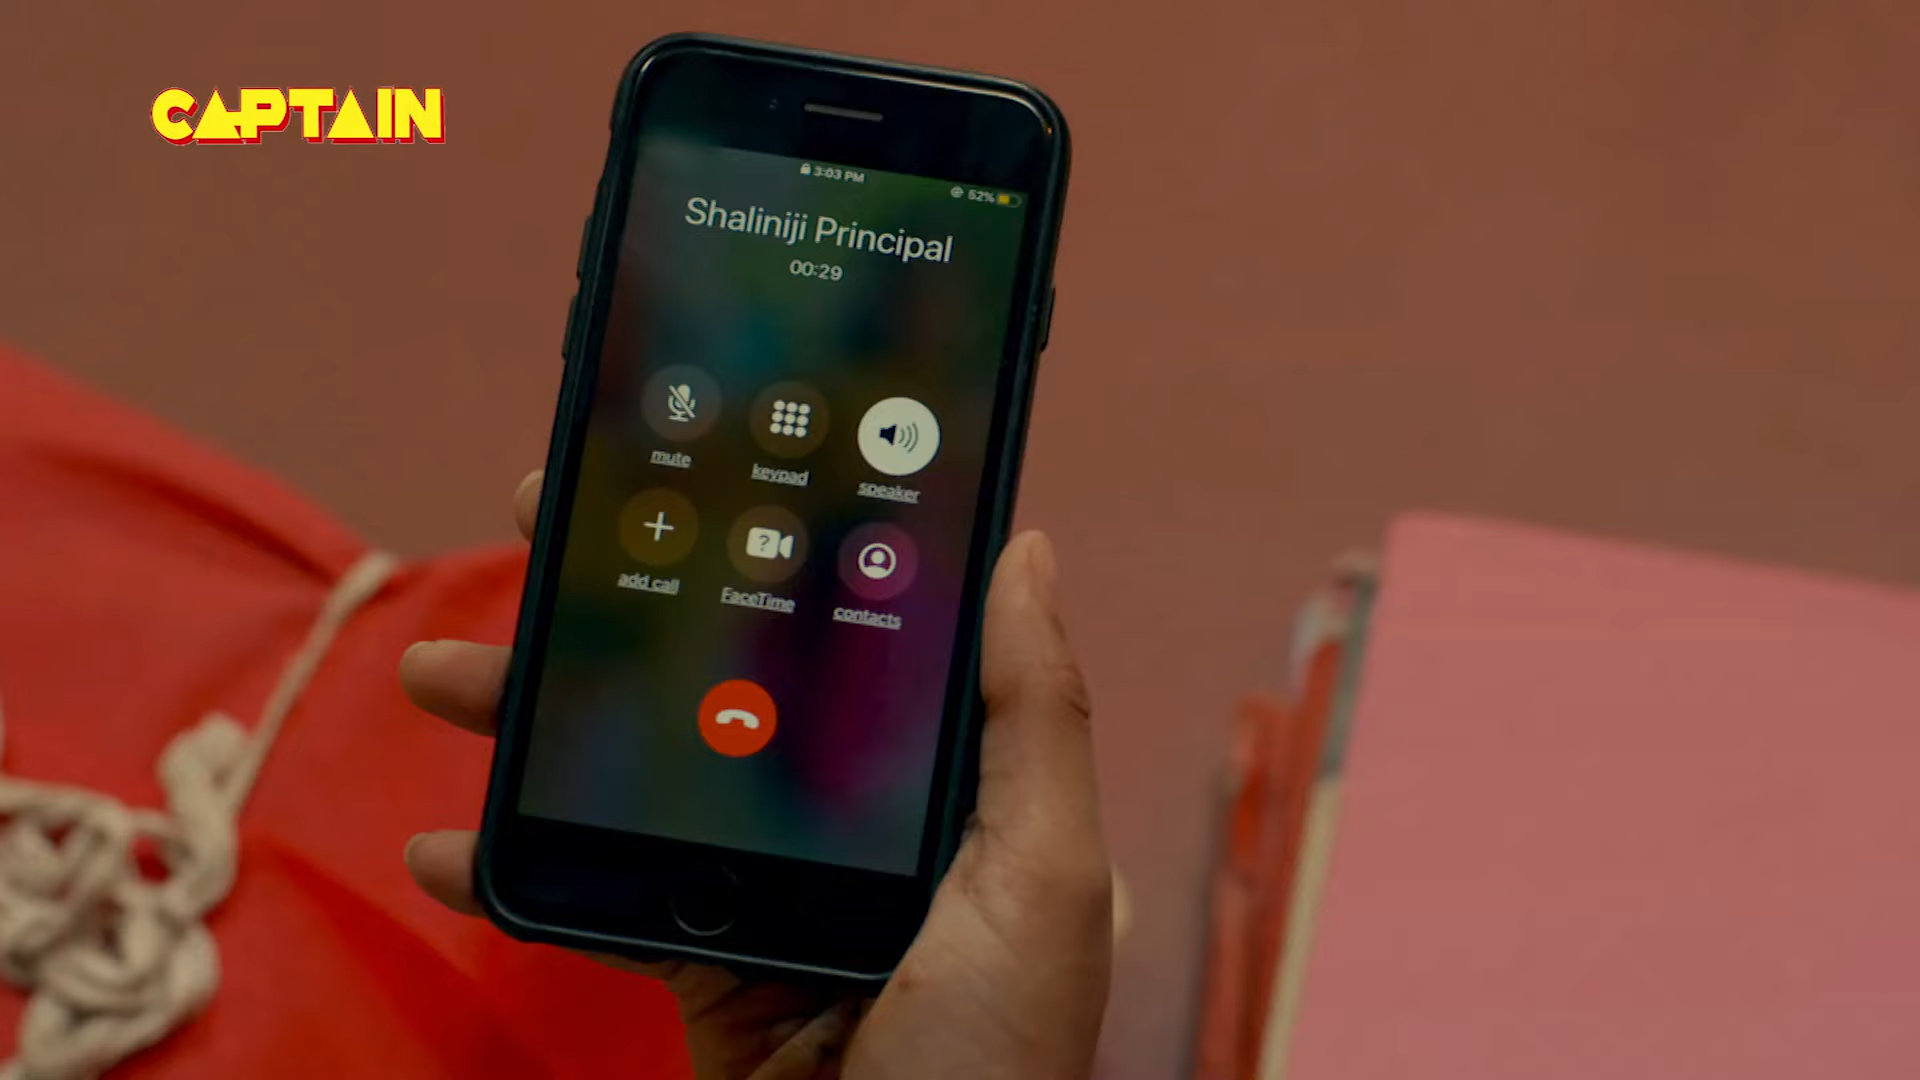 CAPTAIN
3:03 PM
52%
Shaliniji Principal
00:29
mute
keypad
speaker
add call
FaceTime
contacts